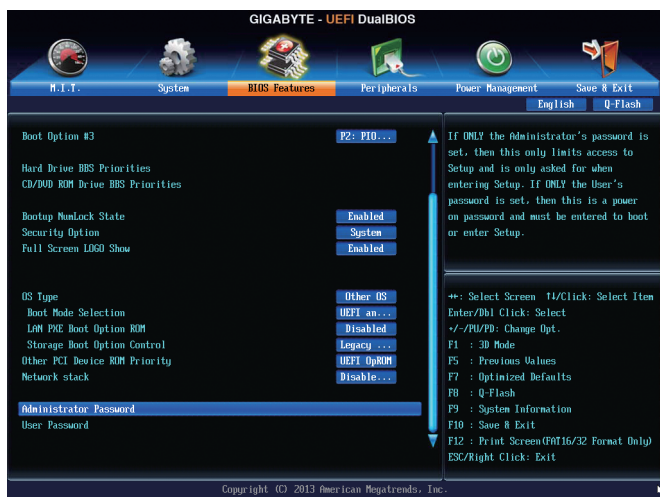 GIGABYTE - UEFI DualBIOS
M.I.T.
System
BIOS Features
Peripherals
Power Management
Save & Exit
English
Q-Flash
Boot Option #3 P2: PIO...
Hard Drive BBS Priorities
CD/DVD ROM Drive BBS Priorities
Bootup NumLock State Enabled
Security Option System
Full Screen LOGO Show Enabled
OS Type Other OS
Boot Mode Selection UEFI an...
LAN PXE Boot Option ROM Disabled
Storage Boot Option Control Legacy ...
Other PCI Device ROM Priority UEFI OpROM
Network stack Disable...
Administrator Password
User Password
If ONLY the Administrator's password is
set, then this only limits access to
Setup and is only asked for when
entering Setup. If ONLY the User's
password is set, then this is a power
on password and must be entered to boot
or enter Setup.
→←: Select Screen ↑↓/Click: Select Item
Enter/Dbl Click: Select
+/-/PU/PD: Change Opt.
F1 : 3D Mode
F5 : Previous Values
F7 : Optimized Defaults
F8 : Q-Flash
F9 : System Information
F10 : Save & Exit
F12 : Print Screen(FAT16/32 Format Only)
ESC/Right Click: Exit
Copyright (C) 2013 American Megatrends, Inc.